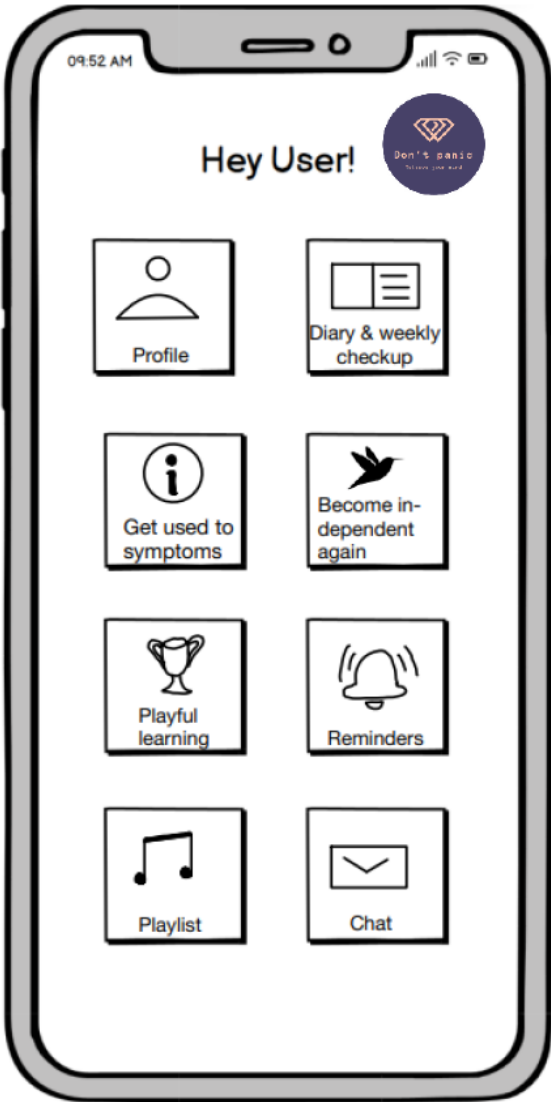 09:52 AM
Hey User!
Don't panic
Profile
Diary & weekly
checkup
Get used to
symptoms
Become in-
dependent
again
Playful
learning
Reminders
Playlist
Chat